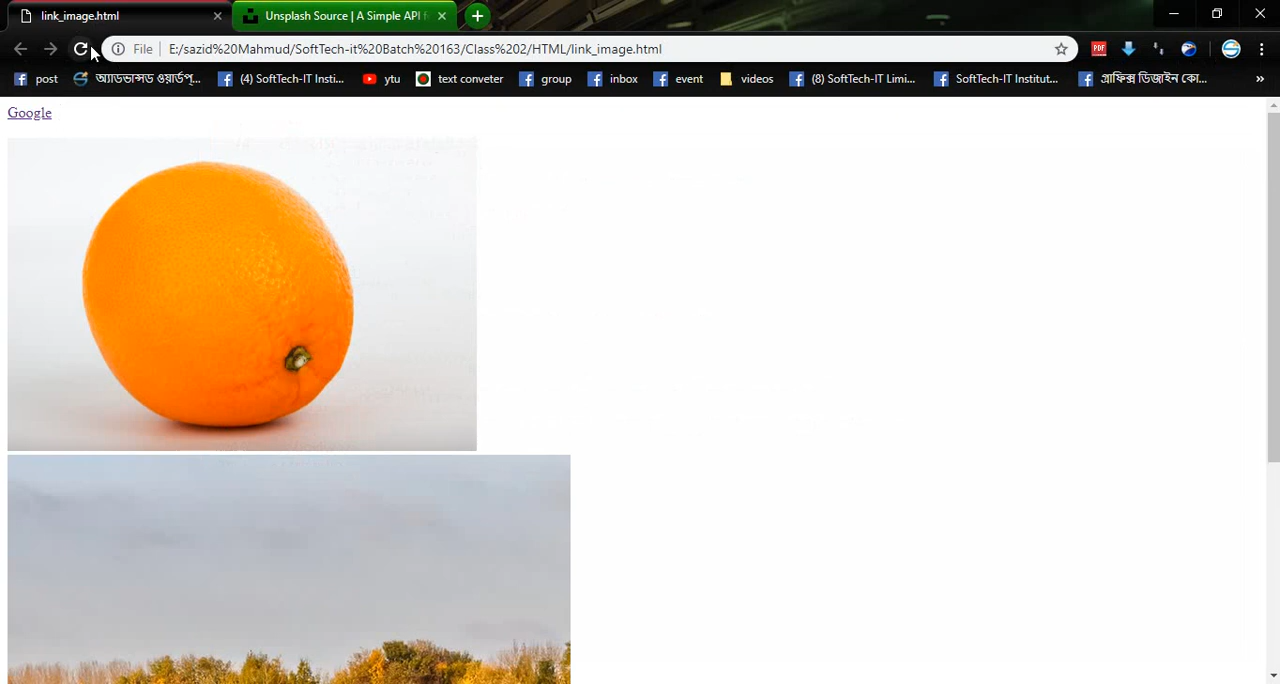 link_image.html
Unsplash Source | A Simple API f
File E:/sazid%20Mahmud/SoftTech-it%20Batch%20163/Class%202/HTML/link_image.html
post অ্যাডভান্সড ওয়ার্ডপ্... (4) SoftTech-IT Insti... ytu text conveter group inbox event videos (8) SoftTech-IT Limi... SoftTech-IT Institut... গ্রাফিক্স ডিজাইন কো... »
Google